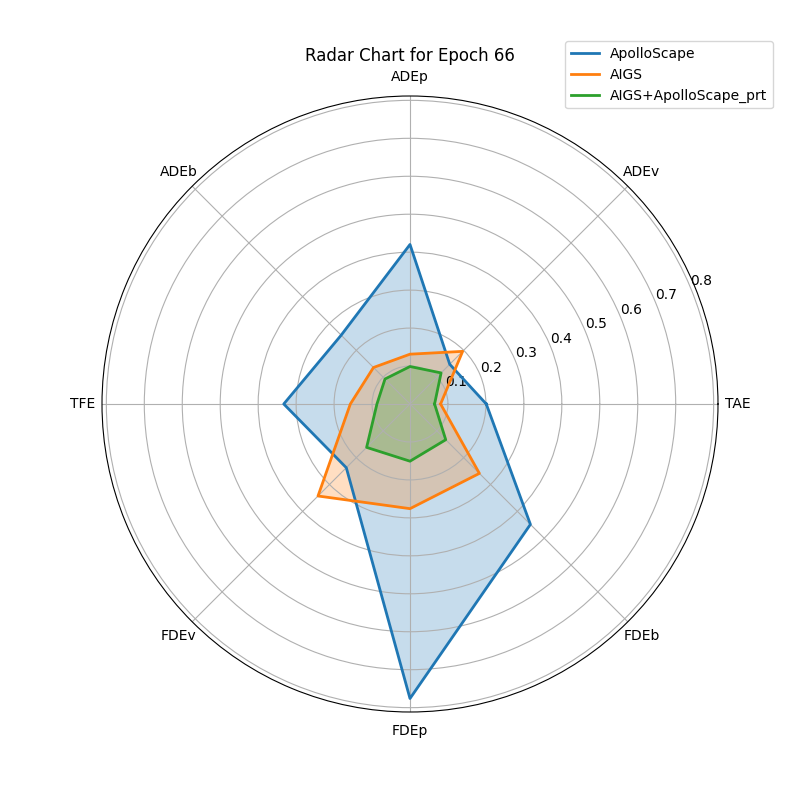 Radar Chart for Epoch 66
ApolloScape
AIGS
AIGS+ApolloScape_prt
ADEp
ADEb
ADEv
0.8
0.7
0.6
0.5
0.4
0.3
0.2
0.1
TFE
TAE
FDEv
FDEb
FDEp